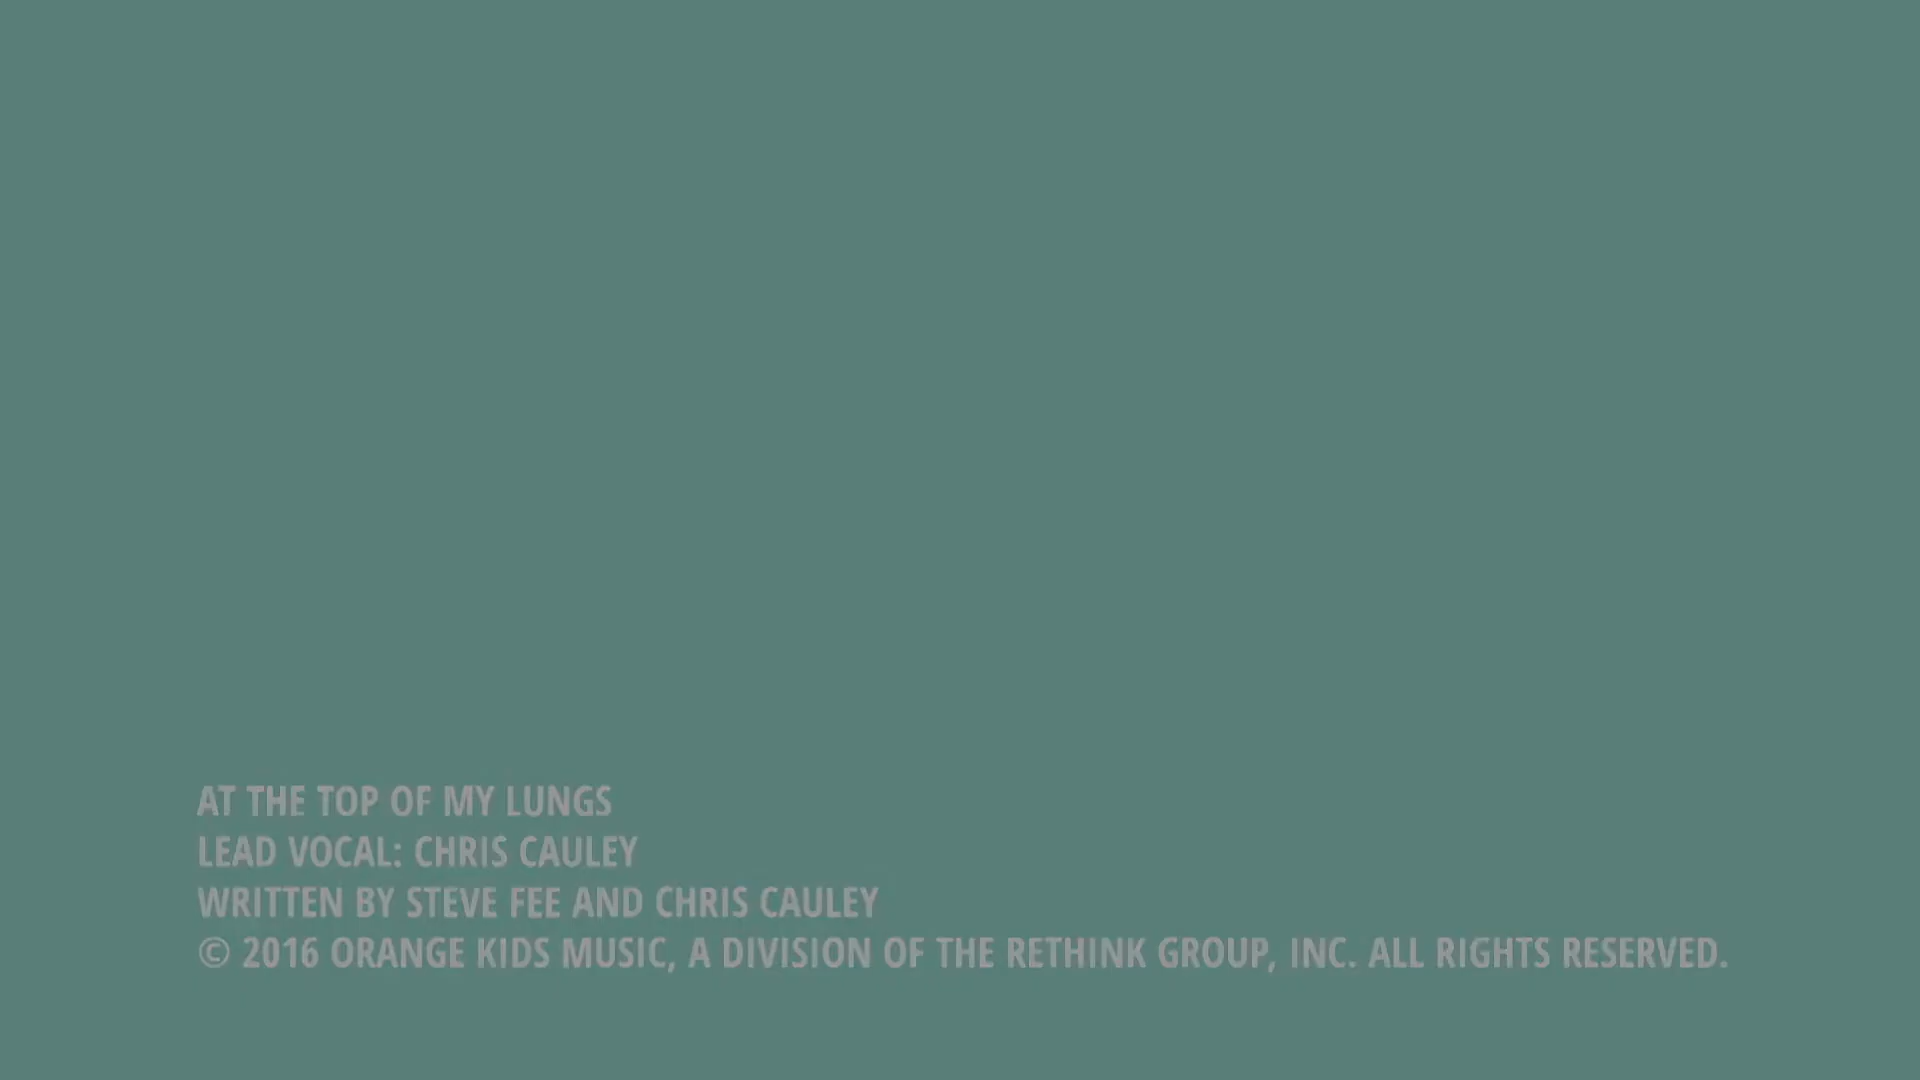 AT THE TOP OF MY LUNGS
LEAD VOCAL: CHRIS CAULEY
WRITTEN BY STEVE FEE AND CHRIS CAULEY
© 2016 ORANGE KIDS MUSIC, A DIVISION OF THE RETHINK GROUP, INC. ALL RIGHTS RESERVED.